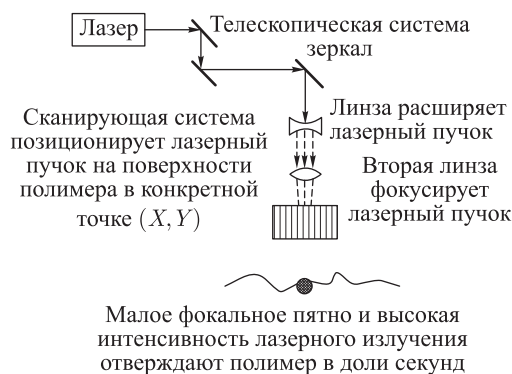 Лазер
Телескопическая система
зеркал
Сканирующая система
позиционирует лазерный
пучок на поверхности
полимера в конкретной
точке (X, Y)
Линза расширяет
лазерный пучок
Вторая линза
фокусирует
лазерный пучок
Малое фокальное пятно и высокая
интенсивность лазерного излучения
отверждают полимер в доли секунд